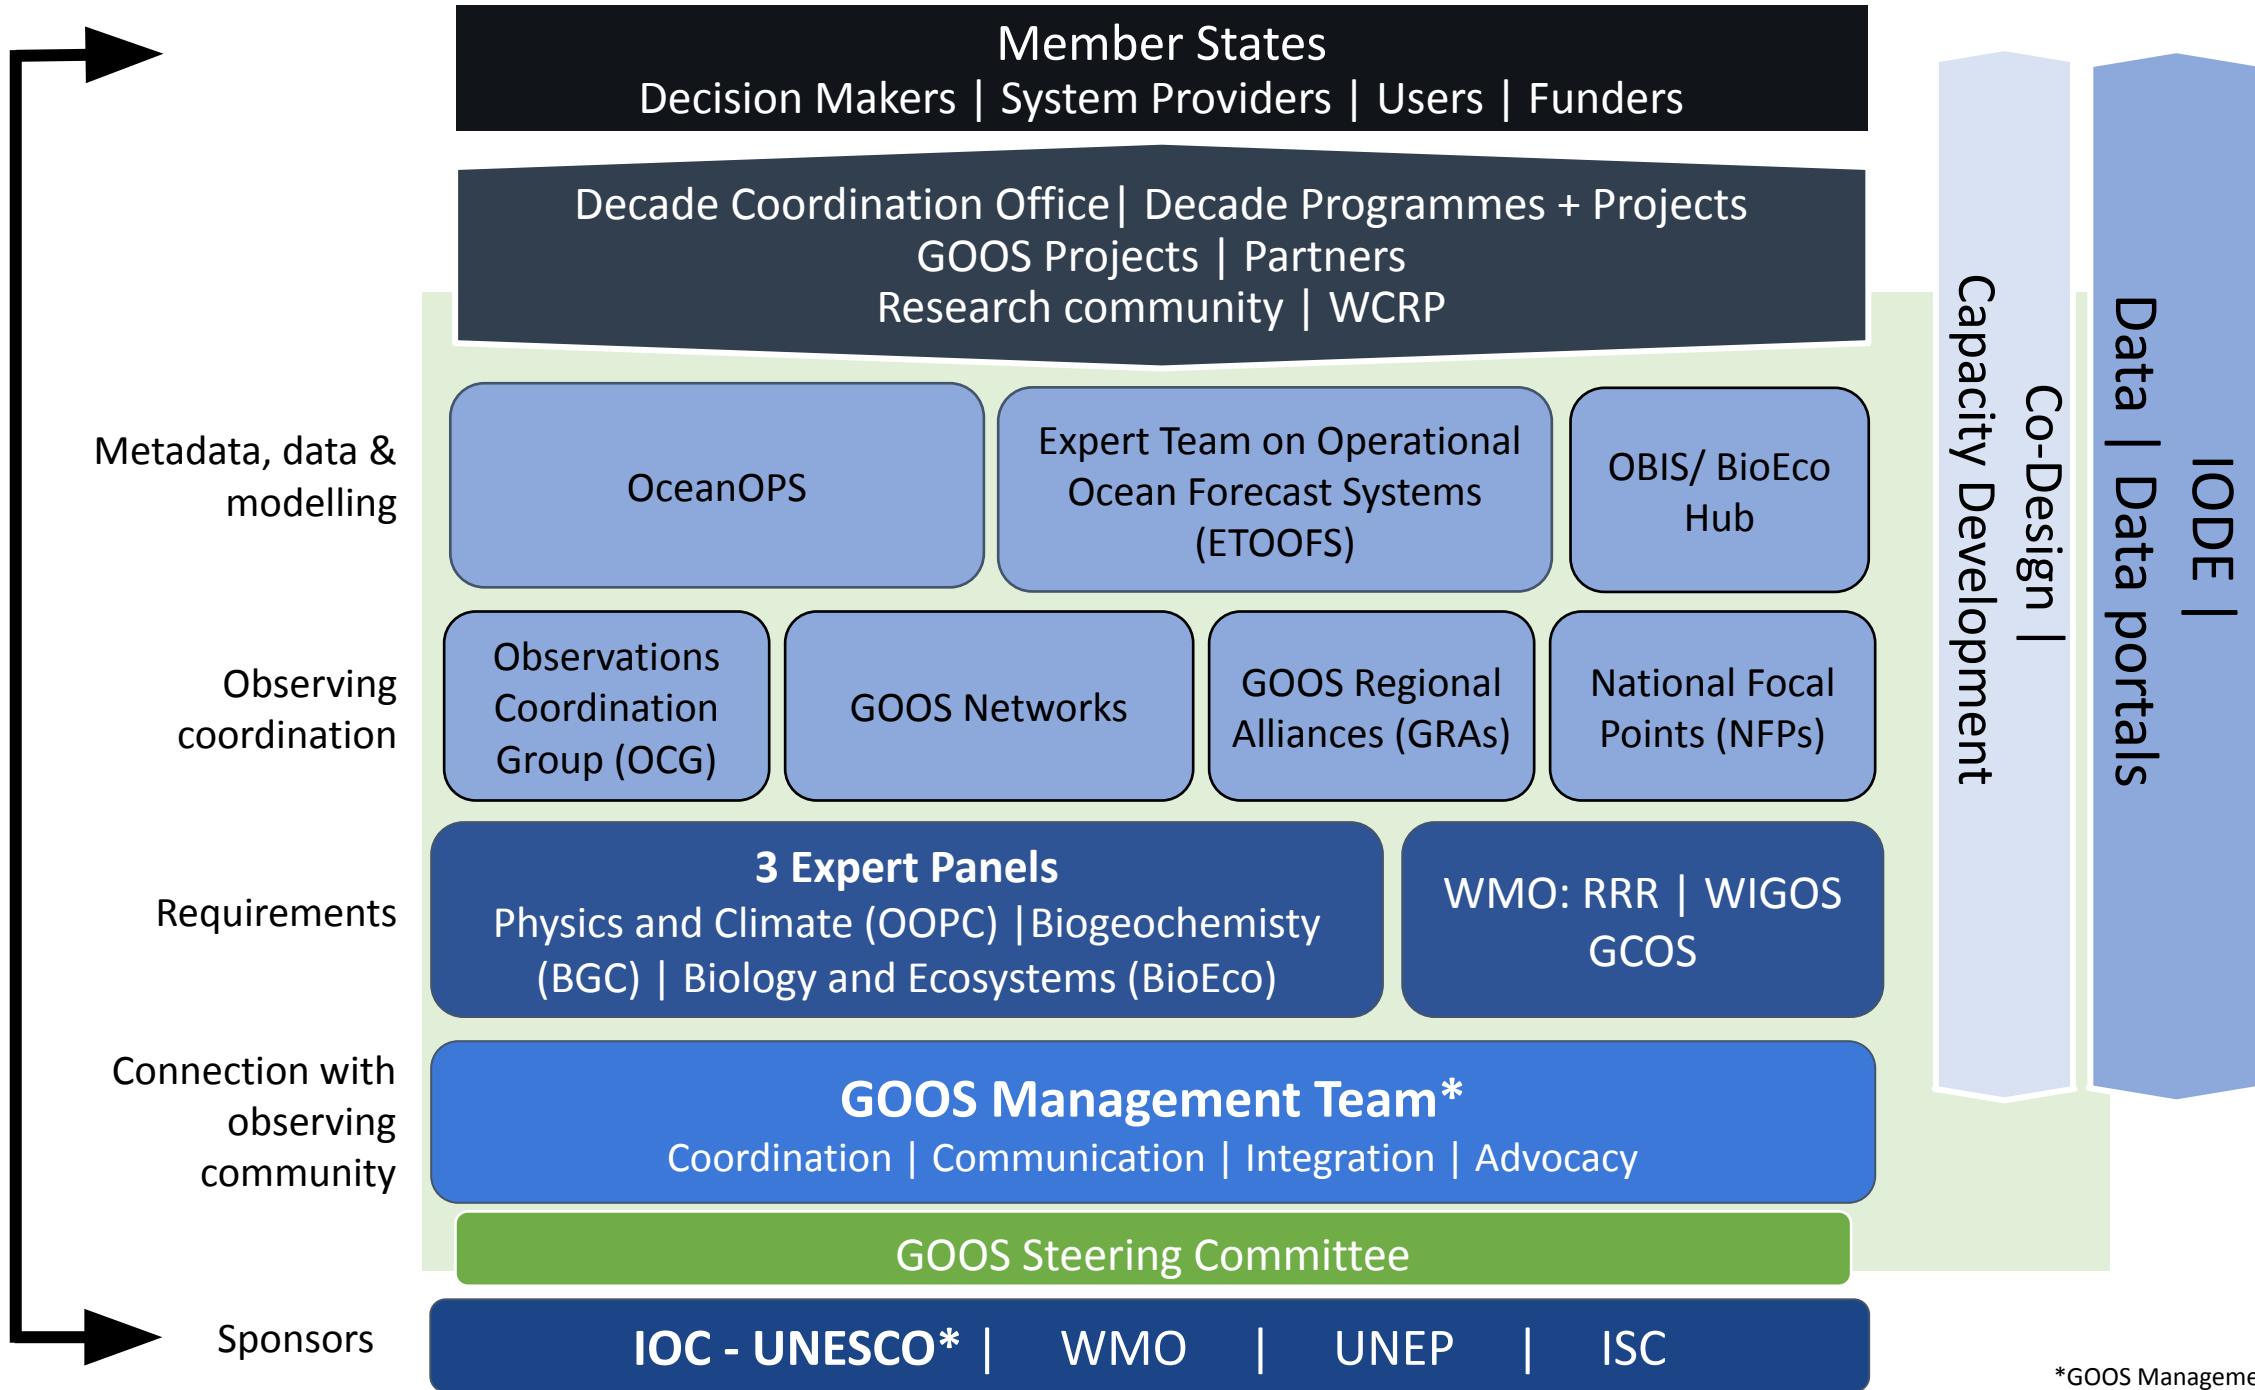 Member States
Decision Makers | System Providers | Users | Funders
Decade Coordination Office| Decade Programmes + Projects
GOOS Projects | Partners
Research community | WCRP
Metadata, data &
modelling
OceanOPS
Expert Team on Operational
Ocean Forecast Systems
(ETOOFS)
OBIS/ BioEco
Hub
Observing
coordination
Observations
Coordination
Group (OCG)
GOOS Networks
GOOS Regional
Alliances (GRAs)
National Focal
Points (NFPs)
Requirements
3 Expert Panels
Physics and Climate (OOPC) |Biogeochemisty
(BGC) | Biology and Ecosystems (BioEco)
WMO: RRR | WIGOS
GCOS
Connection with
observing
community
GOOS Management Team*
Coordination | Communication | Integration | Advocacy
GOOS Steering Committee
Sponsors
IOC - UNESCO* | WMO | UNEP | ISC
Co-Design |
Capacity Development
IODE |
Data | Data portals
*GOOS